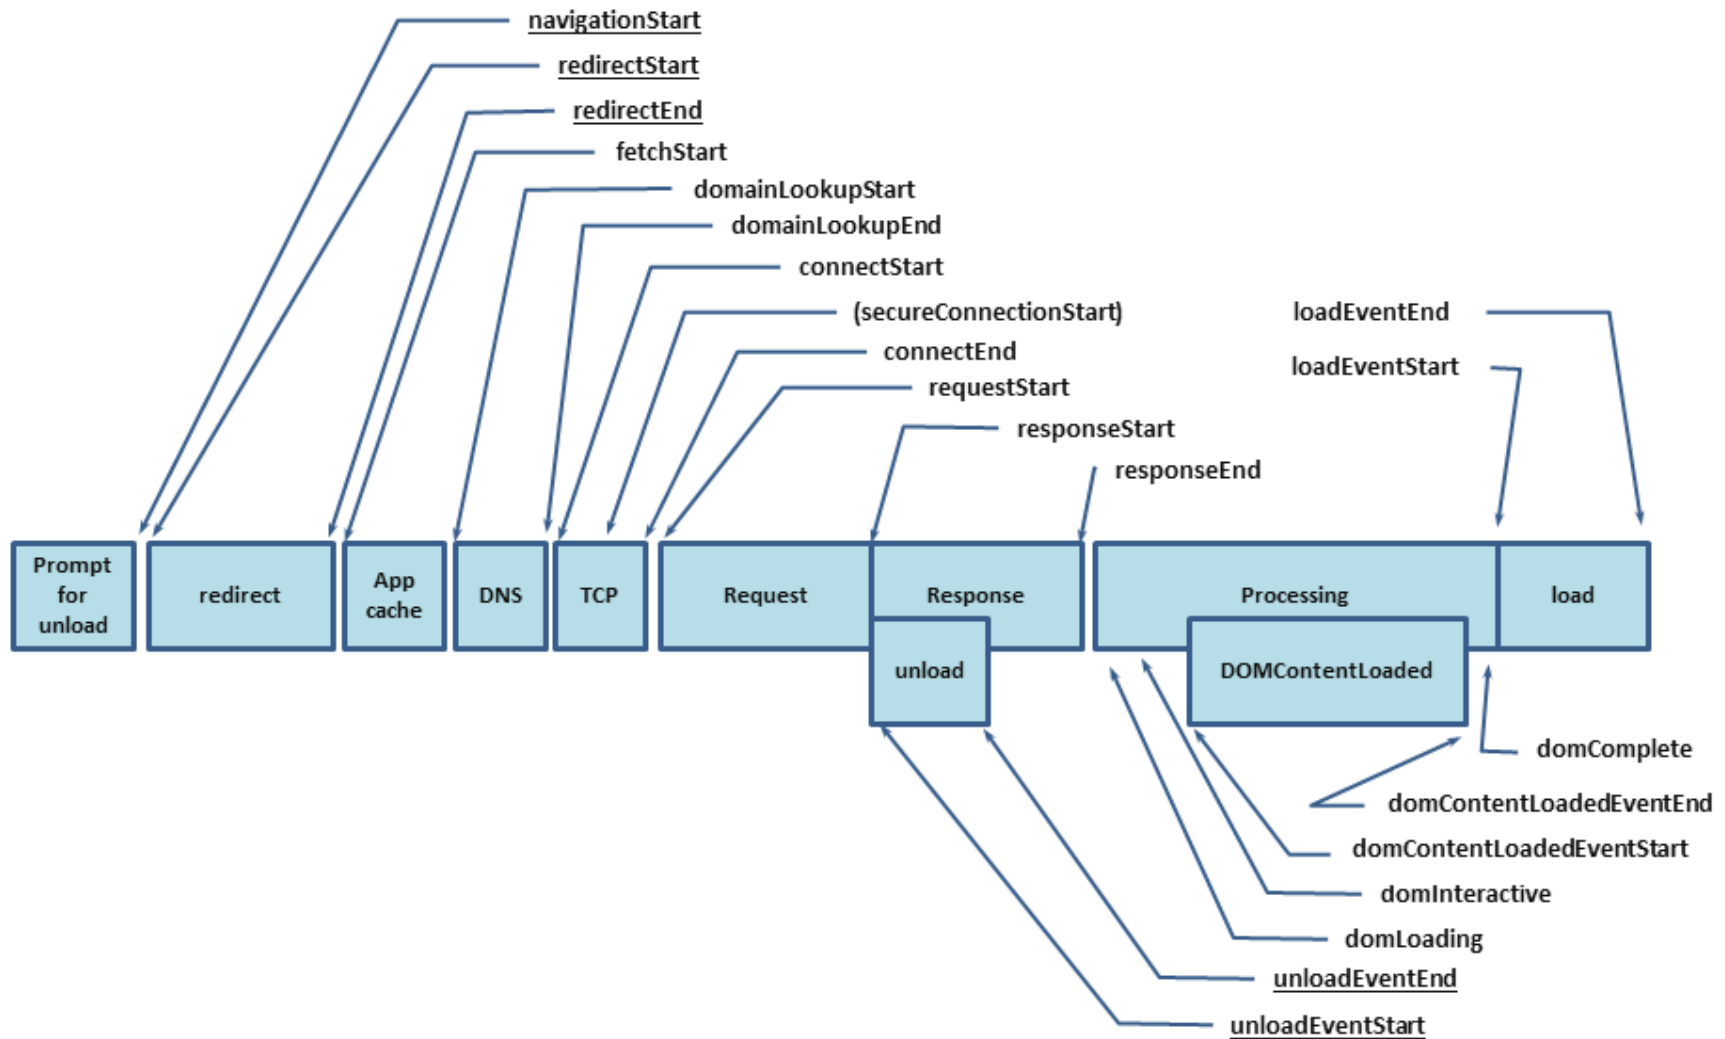 navigationStart
redirectStart
redirectEnd
fetchStart
domainLookupStart
domainLookupEnd
connectStart
(secureConnectionStart)
loadEventEnd
connectEnd
loadEventStart
requestStart
responseStart
responseEnd
Prompt
for
unload
redirect
App
cache
DNS
TCP
Request
Response
Processing
load
unload
DOMContentLoaded
domComplete
domContentLoadedEventEnd
domContentLoadedEventStart
domInteractive
domLoading
unloadEventEnd
unloadEventStart